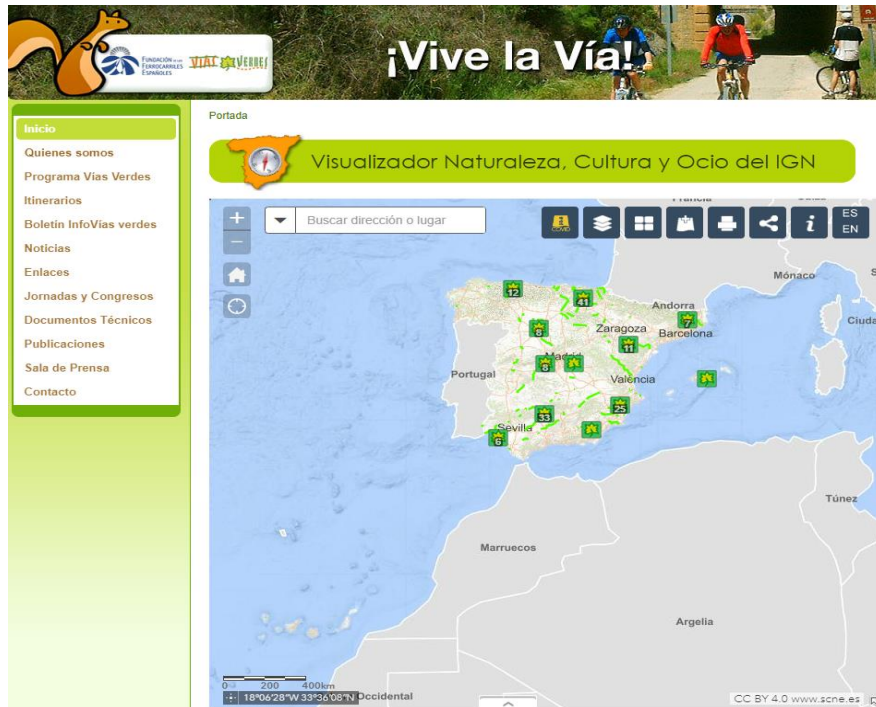 FUNDACIÓN DE LOS
FERROCARRILES
ESPAÑOLES
VÍAS VERDES
¡Vive la Vía!
Inicio
Quienes somos
Programa Vias Verdes
Itinerarios
Boletín InfoVías verdes
Noticias
Enlaces
Jornadas y Congresos
Documentos Técnicos
Publicaciones
Sala de Prensa
Contacto
Portada
Visualizador Naturaleza, Cultura y Ocio del IGN
Francia
+
−
Buscar dirección o lugar
i
ES
EN
Mónaco
12
41
Andorra
7
Barcelona
8
Zaragoza
11
Madrid
8
Portugal
València
25
33
Sevilla
6
Túnez
Marruecos
Argelia
0 200 400km
18°06'28"W 33°36'08"N
Occidental
CC BY 4.0 www.scne.es